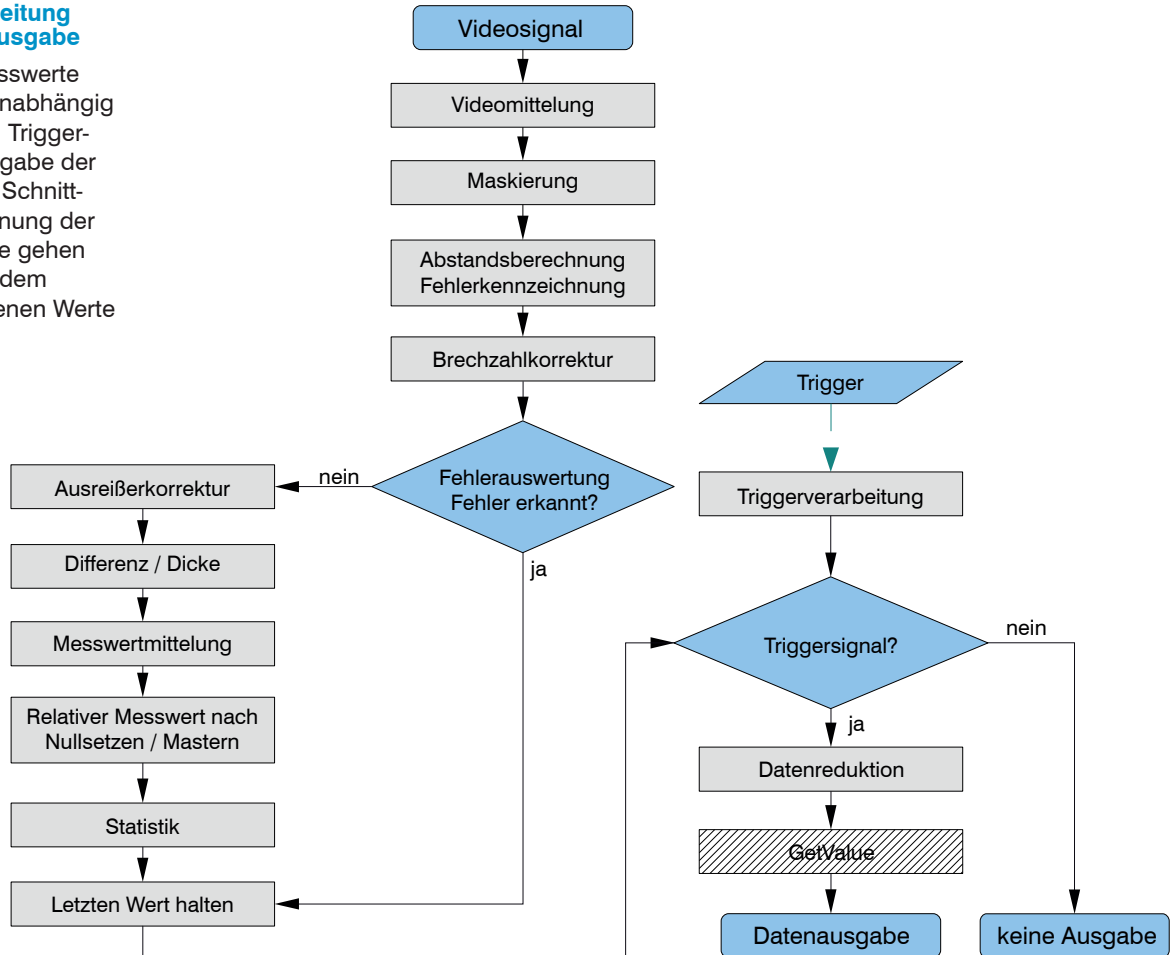 eitung
usgabe
sswerte
nabhängig
Trigger-
gabe der
Schnitt-
nung der
e gehen
dem
enen Werte
Videosignal
Videomittelung
Maskierung
Abstandsberechnung
Fehlerkennzeichnung
Brechzahlkorrektur
Fehlerauswertung
Fehler erkannt?
nein
ja
Ausreißerkorrektur
Differenz / Dicke
Messwertmittelung
Relativer Messwert nach
Nullsetzen / Mastern
Statistik
Letzten Wert halten
Trigger
Triggerverarbeitung
Triggersignal?
nein
ja
Datenreduktion
GetValue
Datenausgabe
keine Ausgabe